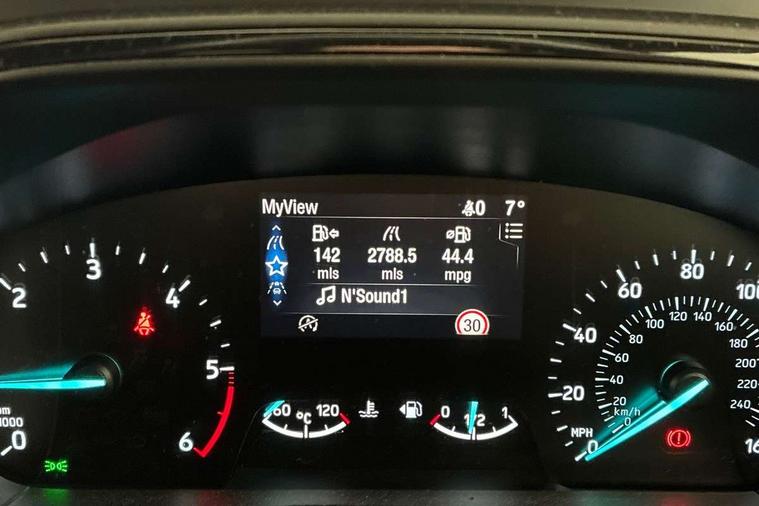 MyView 0 7°
142 2788.5 44.4
mls mls mpg
N'Sound1
30
2 3 4 5 6 0
1000
60 120
°C
0 1/2 1
0 20 40 60 80 100
MPH
0 20 40 60 80 100 120 140 160 180 200 220 240
km/h